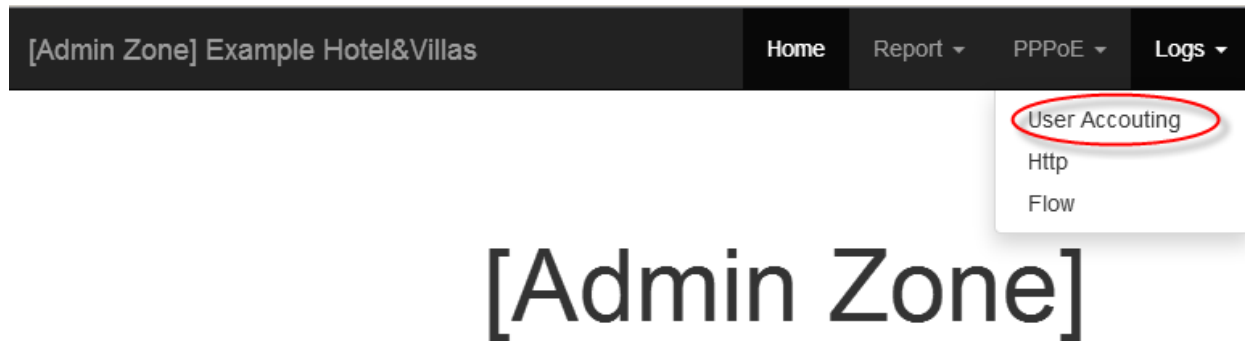 [Admin Zone] Example Hotel&Villas Home Report PPPoE Logs
User Accouting
Http
Flow
[Admin Zone]